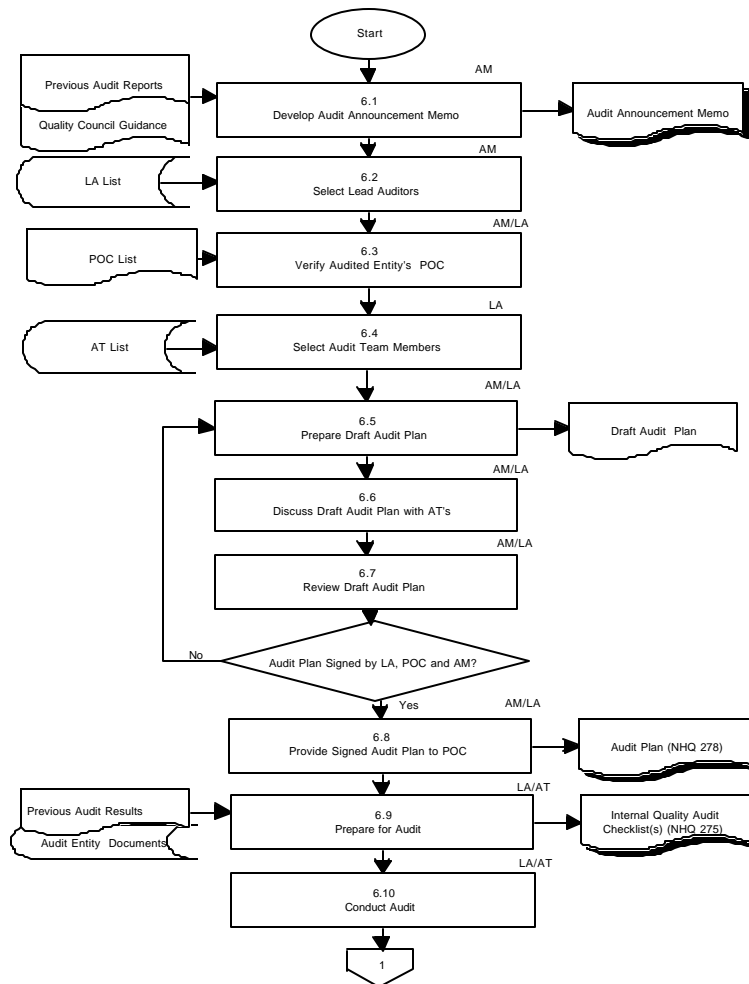 Start
AM
Previous Audit Reports
Quality Council Guidance
6.1
Develop Audit Announcement Memo
Audit Announcement Memo
AM
LA List
6.2
Select Lead Auditors
AM/LA
POC List
6.3
Verify Audited Entity's POC
LA
AT List
6.4
Select Audit Team Members
AM/LA
6.5
Prepare Draft Audit Plan
Draft Audit Plan
AM/LA
6.6
Discuss Draft Audit Plan with AT's
AM/LA
6.7
Review Draft Audit Plan
No
Audit Plan Signed by LA, POC and AM?
Yes
AM/LA
6.8
Provide Signed Audit Plan to POC
Audit Plan (NHQ 278)
LA/AT
Previous Audit Results
Audit Entity Documents
6.9
Prepare for Audit
Internal Quality Audit
Checklist(s) (NHQ 275)
LA/AT
6.10
Conduct Audit
1